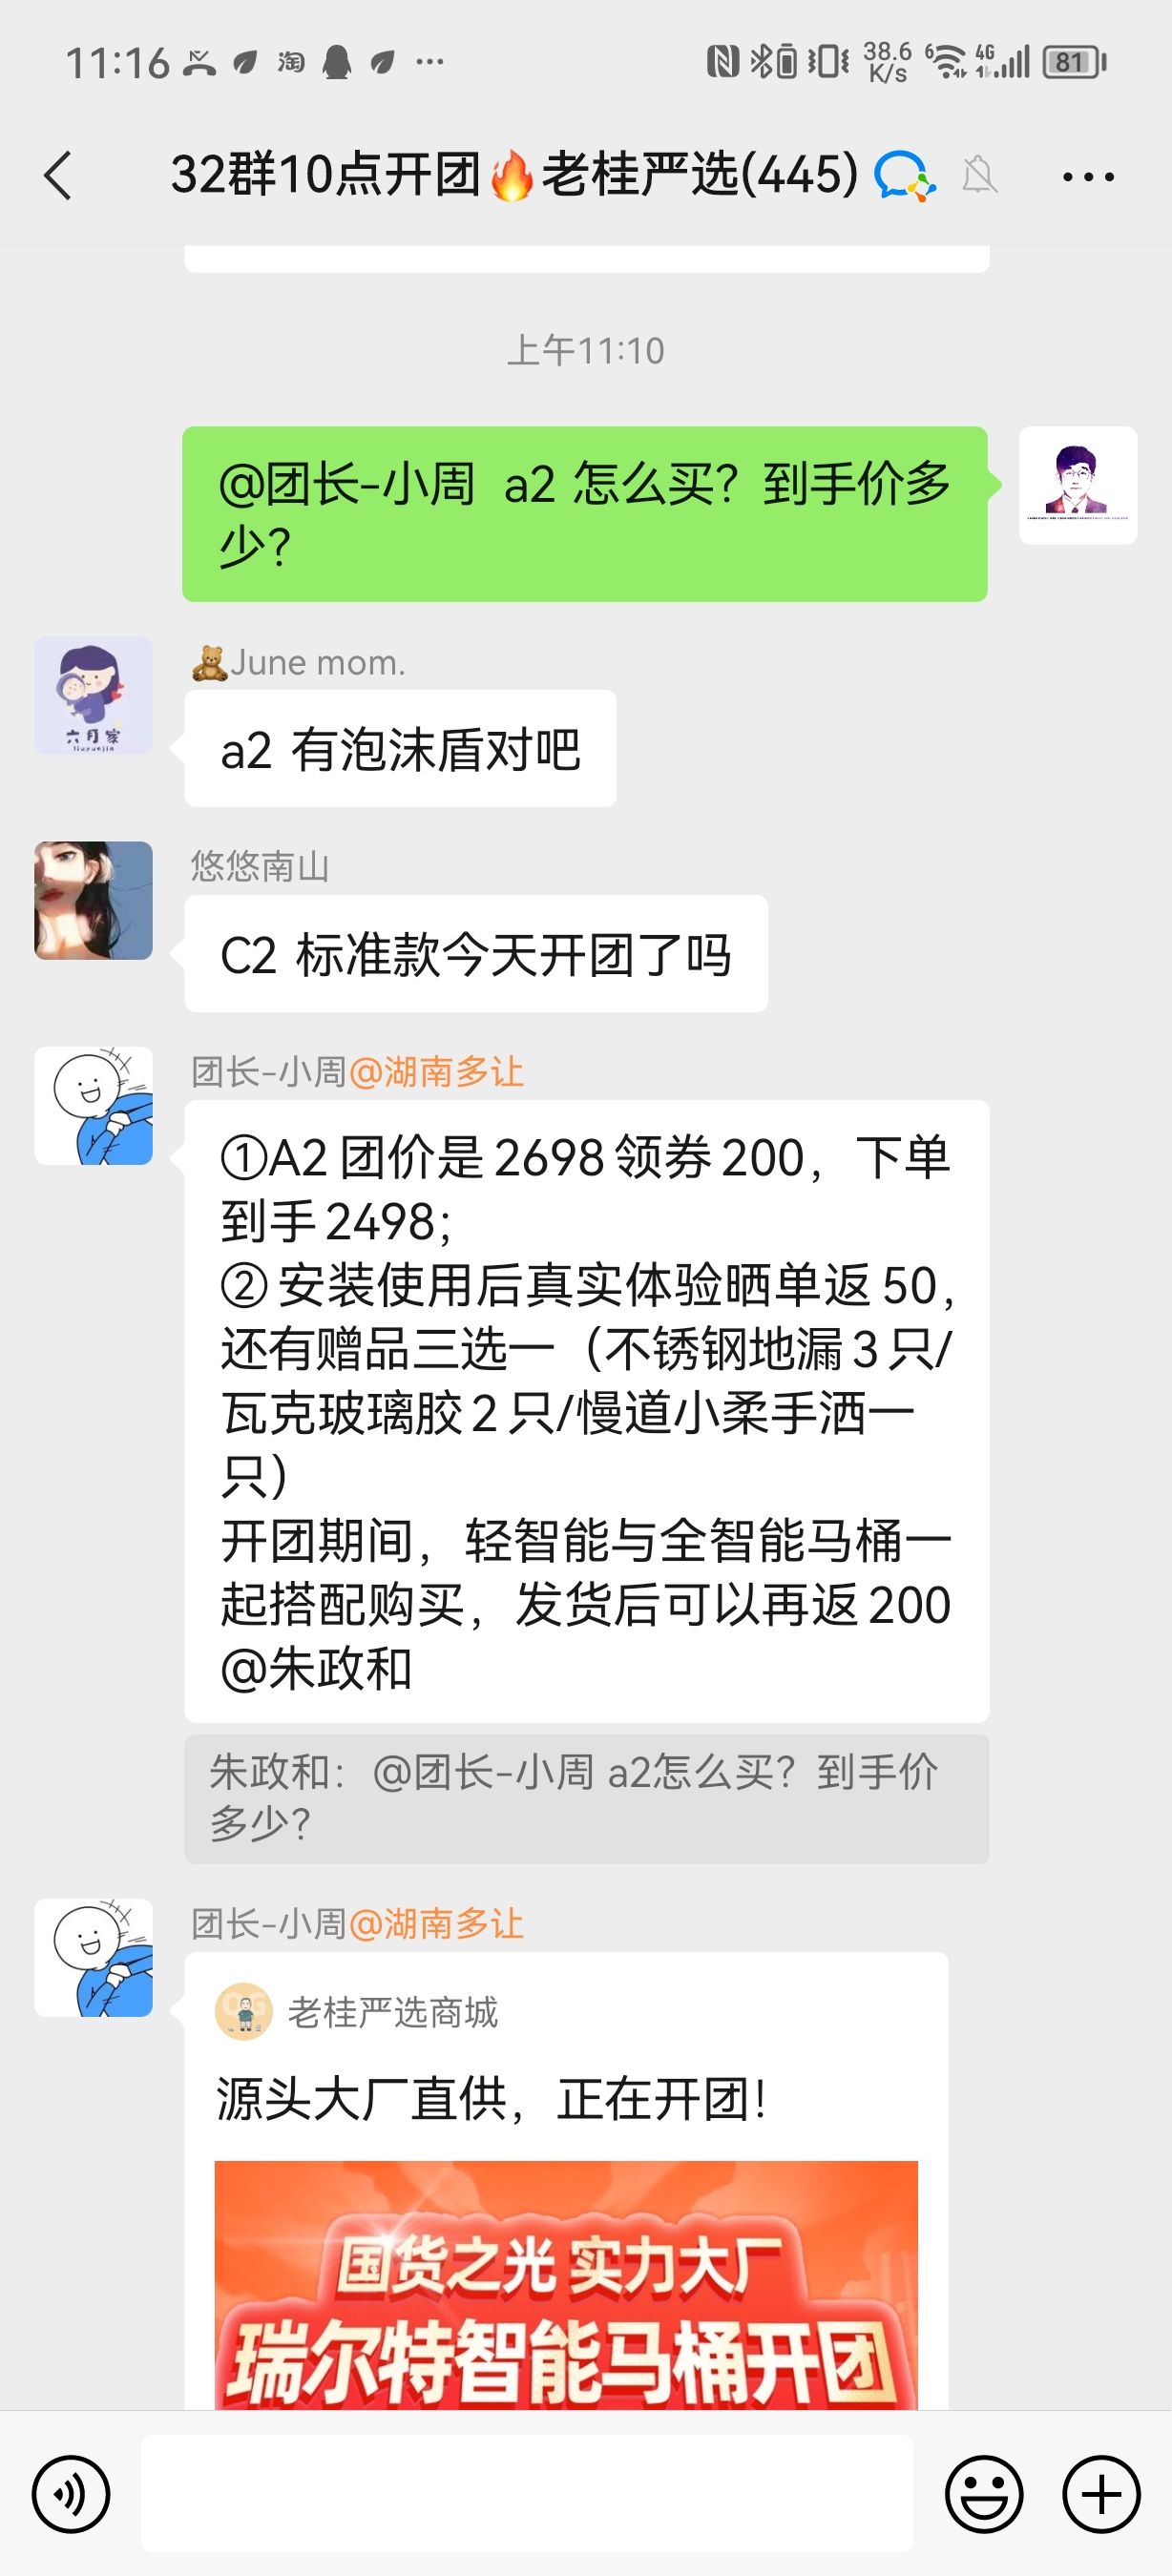 11:16 淘 ... 38.6 K/s 6 4G 81
32群10点开团🔥老桂严选(445)
上午11:10
@团长-小周 a2 怎么买？到手价多
少？
🧸June mom.
六月家
liuyuejia
a2 有泡沫盾对吧
悠悠南山
C2 标准款今天开团了吗
团长-小周@湖南多让
①A2 团价是 2698 领券 200，下单
到手 2498；
② 安装使用后真实体验晒单返 50，
还有赠品三选一（不锈钢地漏 3 只/
瓦克玻璃胶 2 只/慢道小柔手洒一
只）
开团期间，轻智能与全智能马桶一
起搭配购买，发货后可以再返 200
@朱政和
朱政和：@团长-小周 a2怎么买？到手价
多少？
团长-小周@湖南多让
老桂严选商城
源头大厂直供，正在开团！
国货之光 实力大厂
瑞尔特智能马桶开团